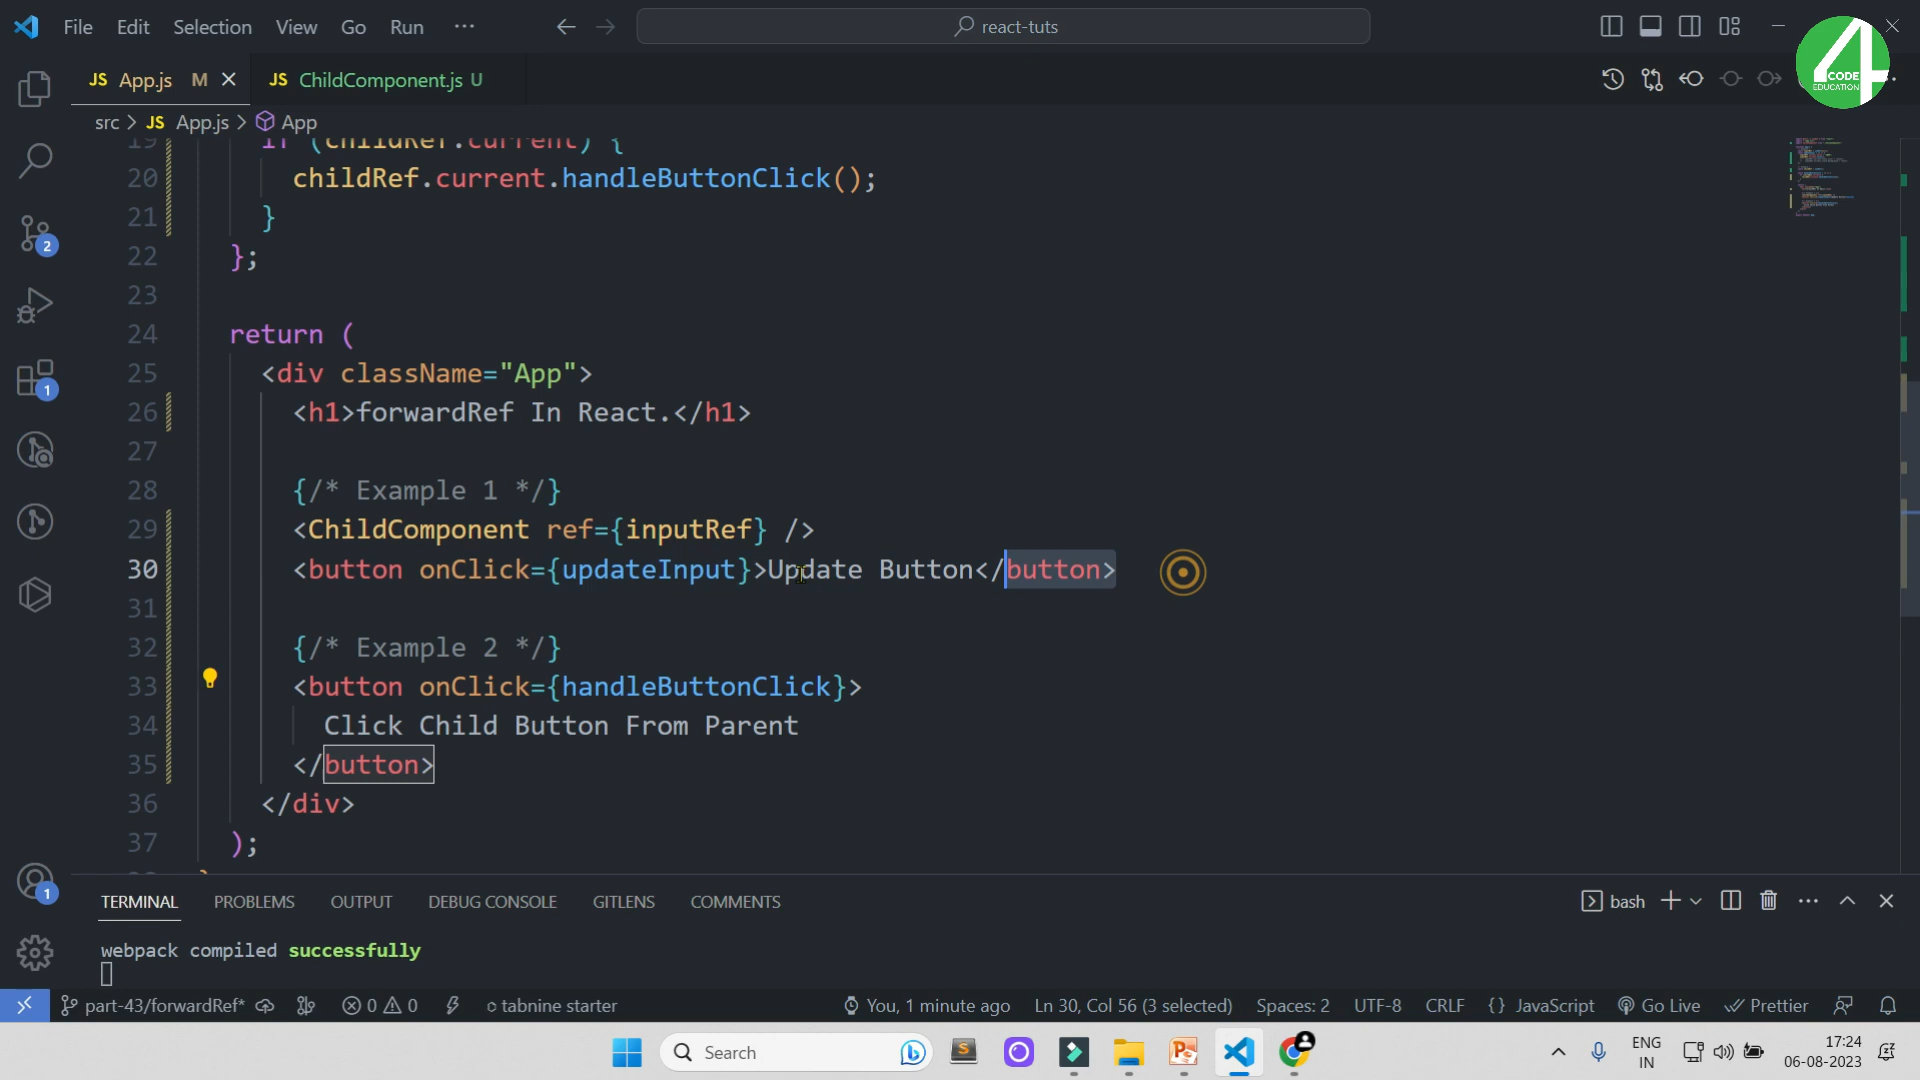 File Edit Selection View Go Run ··· react-tuts
4 CODE EDUCATION
JS App.js M JS ChildComponent.js U
src > JS App.js > App
19 if (childRef.current) {
20 childRef.current.handleButtonClick();
21 }
22 };
23
24 return (
25 <div className="App">
26 <h1>forwardRef In React.</h1>
27
28 {/* Example 1 */}
29 <ChildComponent ref={inputRef} />
30 <button onClick={updateInput}>Update Button</button>
31
32 {/* Example 2 */}
33 <button onClick={handleButtonClick}>
34 Click Child Button From Parent
35 </button>
36 </div>
37 );
TERMINAL PROBLEMS OUTPUT DEBUG CONSOLE GITLENS COMMENTS bash
webpack compiled successfully
part-43/forwardRef* 0 0 tabnine starter You, 1 minute ago Ln 30, Col 56 (3 selected) Spaces: 2 UTF-8 CRLF {} JavaScript Go Live Prettier
Search ENG IN 17:24 06-08-2023